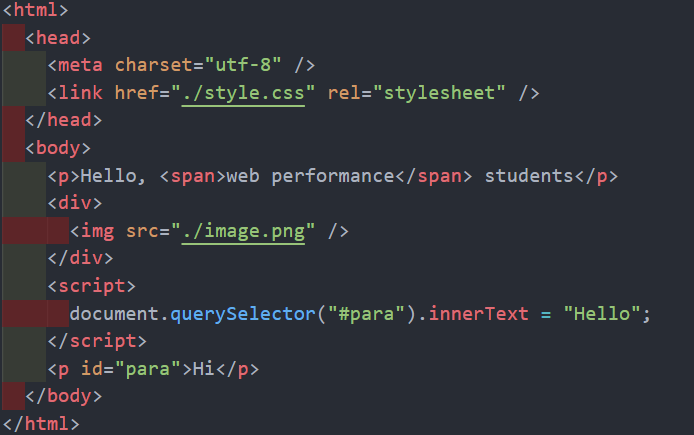 <html>
  <head>
    <meta charset="utf-8" />
    <link href="./style.css" rel="stylesheet" />
  </head>
  <body>
    <p>Hello, <span>web performance</span> students</p>
    <div>
      <img src="./image.png" />
    </div>
    <script>
      document.querySelector("#para").innerText = "Hello";
    </script>
    <p id="para">Hi</p>
  </body>
</html>